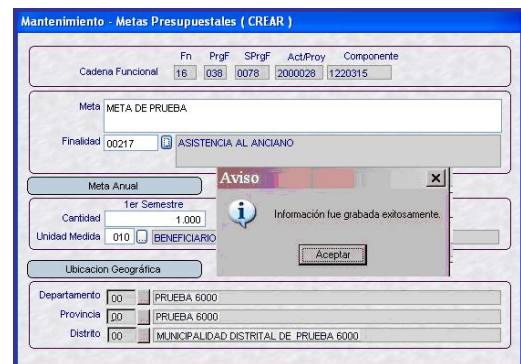 Mantenimiento - Metas Presupuestales ( CREAR )
Fn PrgF SPrgF Act/Proy Componente
Cadena Funcional 16 038 0078 2000028 1220315
Meta META DE PRUEBA
Finalidad 00217 ASISTENCIA AL ANCIANO
Meta Anual
Aviso
Información fue grabada exitosamente.
Aceptar
1er Semestre
Cantidad 1.000
Unidad Medida 010 BENEFICIARIO
Ubicacion Geográfica
Departamento 00 PRUEBA 6000
Provincia 00 PRUEBA 6000
Distrito 00 MUNICIPALIDAD DISTRITAL DE PRUEBA 6000